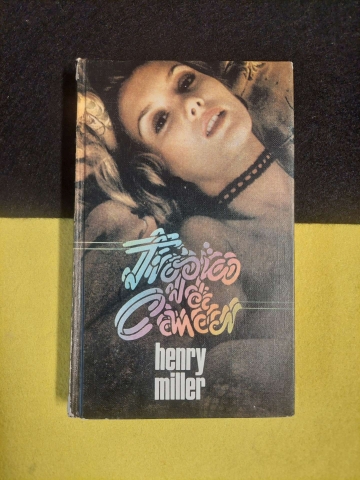 Trópico
de
Câncer
henry
miller